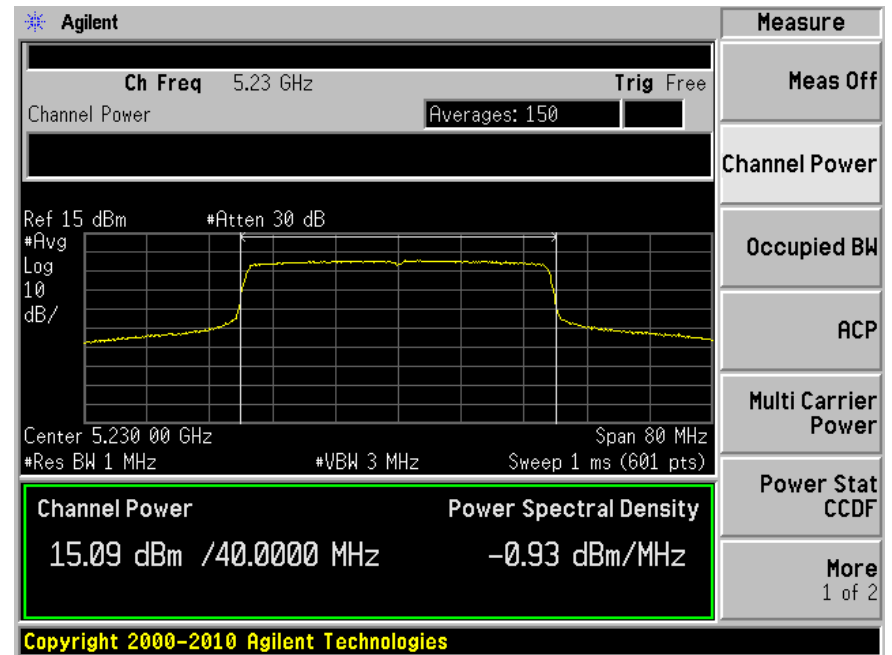 Agilent
Measure
Ch Freq 5.23 GHz Trig Free
Channel Power Averages: 150
Ref 15 dBm #Atten 30 dB
#Avg
Log
10
dB/
Center 5.230 00 GHz Span 80 MHz
#Res BW 1 MHz #VBW 3 MHz Sweep 1 ms (601 pts)
Channel Power Power Spectral Density
15.09 dBm /40.0000 MHz -0.93 dBm/MHz
Copyright 2000-2010 Agilent Technologies
Meas Off
Channel Power
Occupied BW
ACP
Multi Carrier
Power
Power Stat
CCDF
More
1 of 2